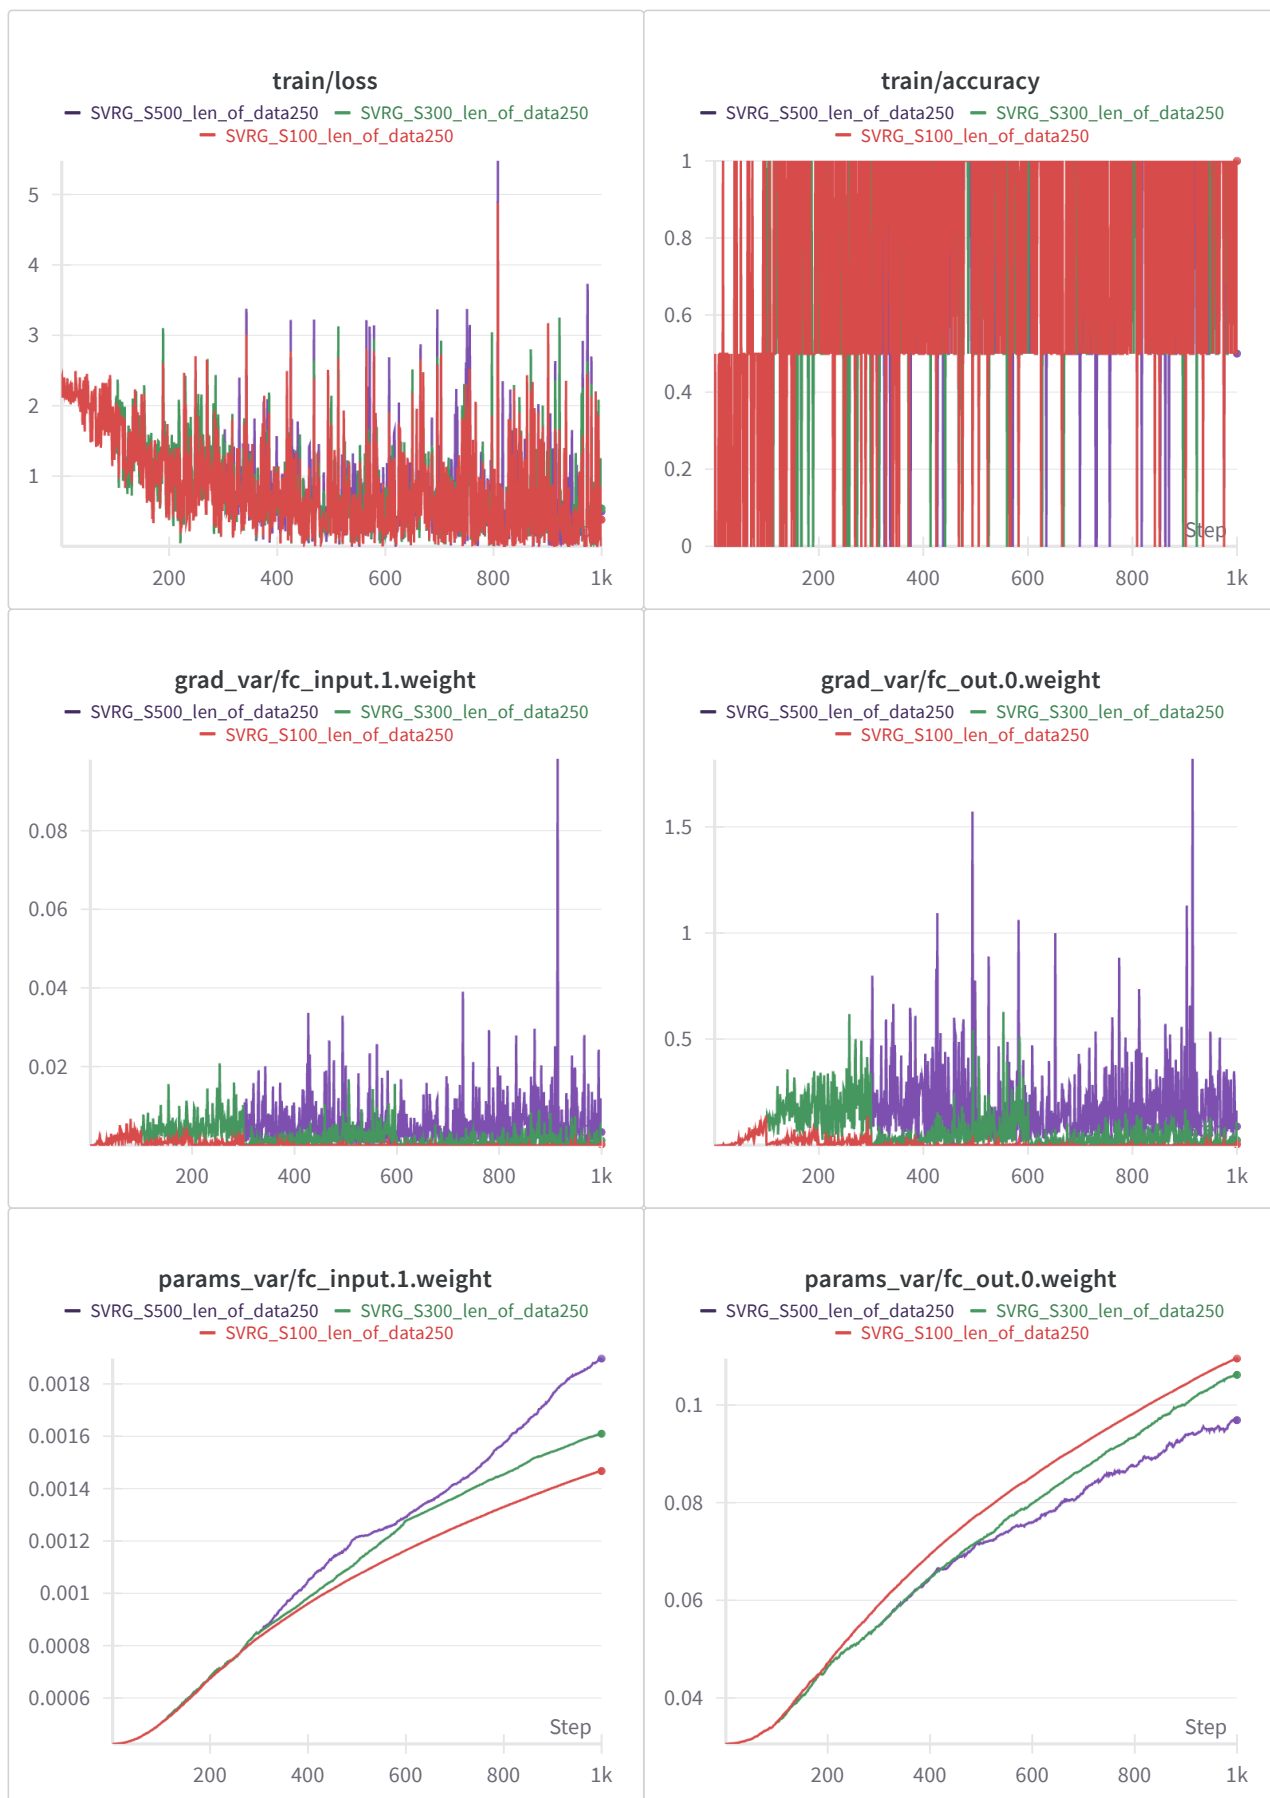 train/loss
SVRG_S500_len_of_data250 SVRG_S300_len_of_data250
SVRG_S100_len_of_data250
5
4
3
2
1
200 400 600 800 1k
train/accuracy
SVRG_S500_len_of_data250 SVRG_S300_len_of_data250
SVRG_S100_len_of_data250
1
0.8
0.6
0.4
0.2
0
Step
200 400 600 800 1k
grad_var/fc_input.1.weight
SVRG_S500_len_of_data250 SVRG_S300_len_of_data250
SVRG_S100_len_of_data250
0.08
0.06
0.04
0.02
200 400 600 800 1k
grad_var/fc_out.0.weight
SVRG_S500_len_of_data250 SVRG_S300_len_of_data250
SVRG_S100_len_of_data250
1.5
1
0.5
200 400 600 800 1k
params_var/fc_input.1.weight
SVRG_S500_len_of_data250 SVRG_S300_len_of_data250
SVRG_S100_len_of_data250
0.0018
0.0016
0.0014
0.0012
0.001
0.0008
0.0006
Step
200 400 600 800 1k
params_var/fc_out.0.weight
SVRG_S500_len_of_data250 SVRG_S300_len_of_data250
SVRG_S100_len_of_data250
0.1
0.08
0.06
0.04
Step
200 400 600 800 1k